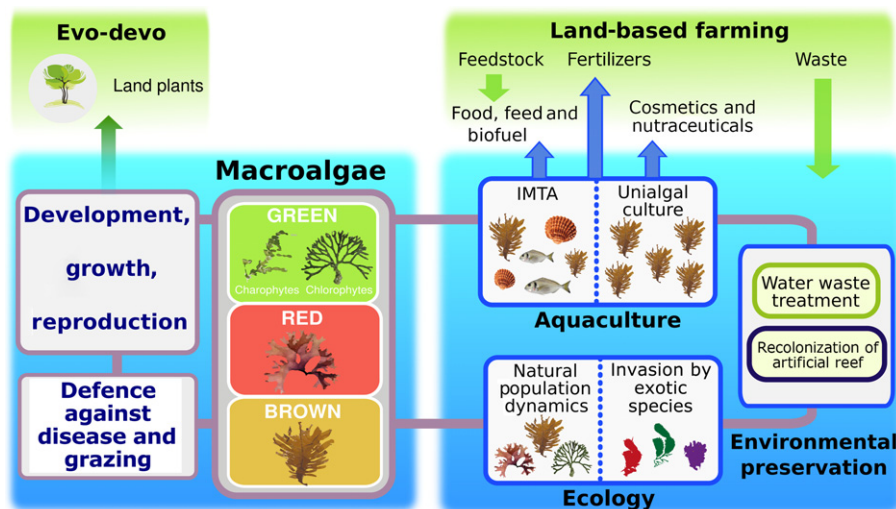 Evo-devo
Land plants
Development,
growth,
reproduction
Defence
against
disease and
grazing
Macroalgae
GREEN
Charophytes
Chlorophytes
RED
BROWN
Land-based farming
Feedstock
Fertilizers
Waste
Food, feed and
biofuel
Cosmetics and
nutraceuticals
IMTA
Unialgal
culture
Aquaculture
Natural
population
dynamics
Invasion by
exotic
species
Ecology
Water waste
treatment
Recolonization of
artificial reef
Environmental
preservation